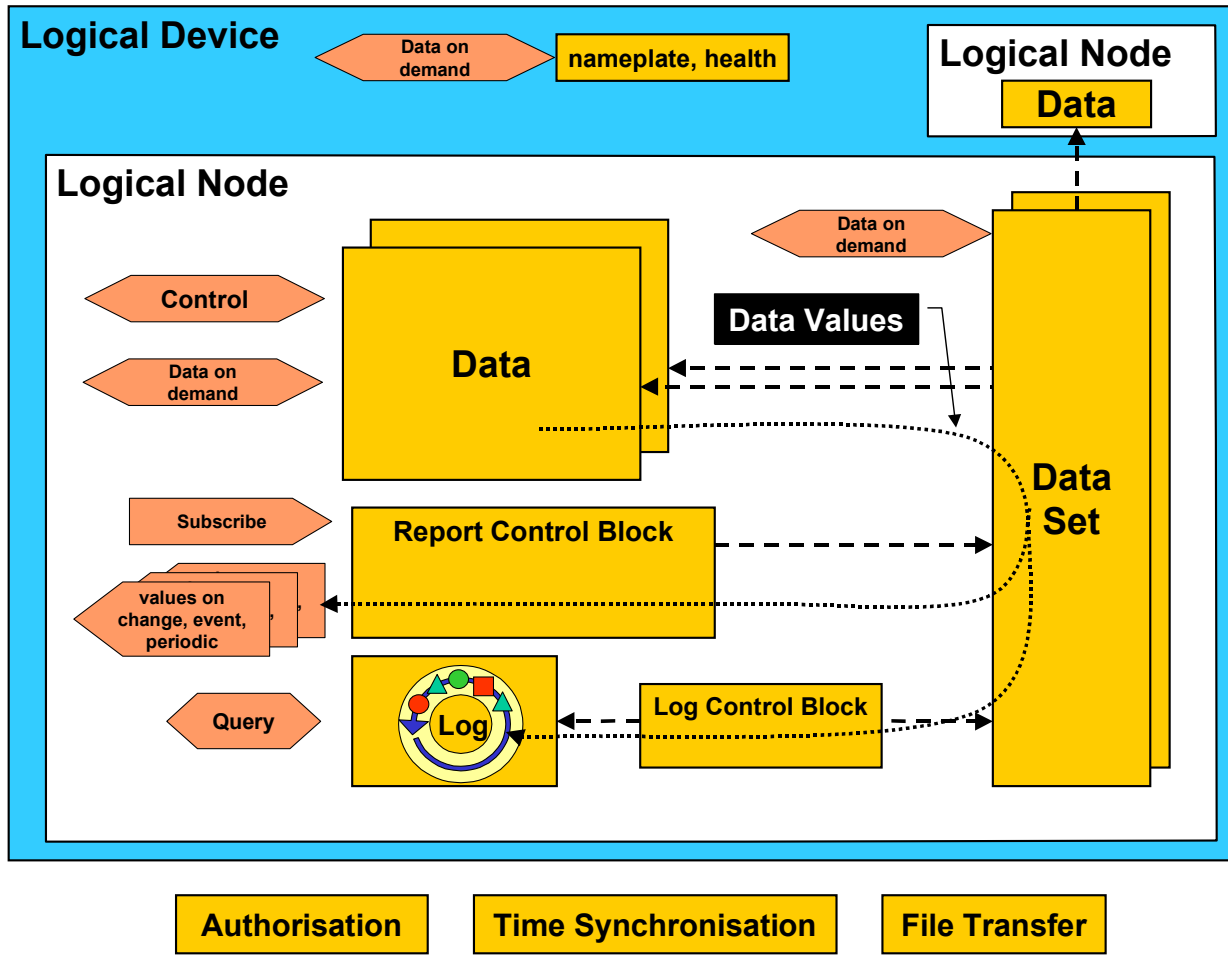 Logical Device
Data on
demand
nameplate, health
Logical Node
Data
Logical Node
Data on
demand
Control
Data Values
Data
Data on
demand
Data
Set
Subscribe
Report Control Block
values on
change, event,
periodic
,
,
Query
Log
Log Control Block
Authorisation
Time Synchronisation
File Transfer